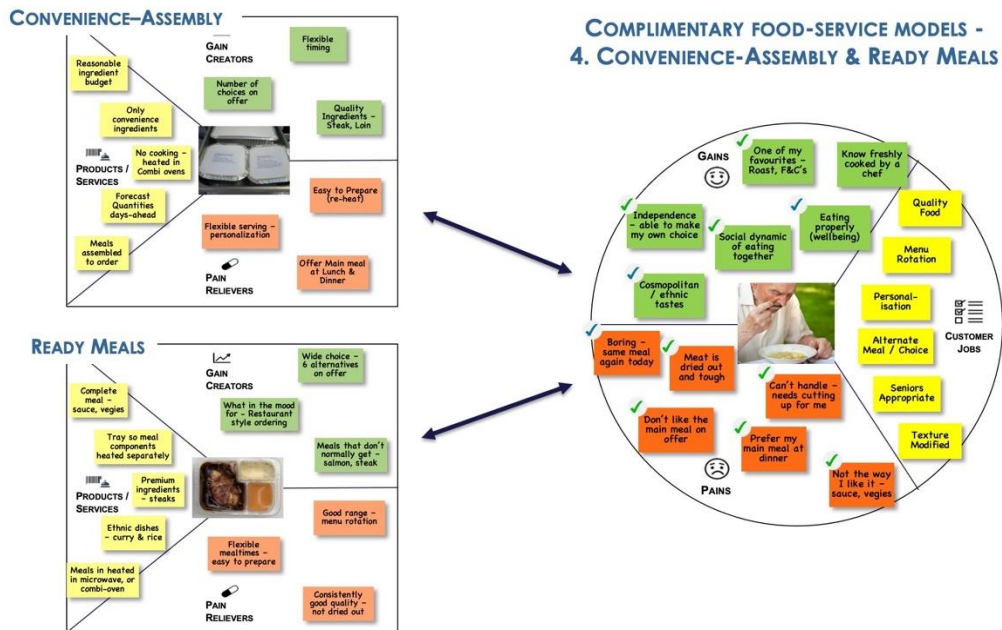 CONVENIENCE–ASSEMBLY
COMPLIMENTARY FOOD-SERVICE MODELS -
4. CONVENIENCE-ASSEMBLY & READY MEALS
Reasonable
ingredient
budget
Only
convenience
ingredients
No cooking –
heated in
Combi ovens
PRODUCTS /
SERVICES
Forecast
Quantities
days-ahead
Meals
assembled
to order
GAIN
CREATORS
Flexible
timing
Number of
choices on
offer
Quality
Ingredients –
Steak, Loin
Easy to Prepare
(re-heat)
Flexible serving –
personalization
Offer Main meal
at Lunch &
Dinner
PAIN
RELIEVERS
READY MEALS
Complete
meal –
sauce, vegies
Tray so meal
components
heated separately
PRODUCTS /
SERVICES
Premium
ingredients
– steaks
Ethnic dishes
– curry & rice
Meals in heated
in microwave, or
combi-oven
GAIN
CREATORS
Wide choice –
6 alternatives
on offer
What in the mood
for - Restaurant
style ordering
Meals that don't
normally get –
salmon, steak
Good range –
menu rotation
Flexible
mealtimes –
easy to prepare
Consistently
good quality –
not dried out
PAIN
RELIEVERS
GAINS
One of my
favourites –
Roast, F&C's
Know freshly
cooked by a
chef
Independence
– able to make
my own choice
Social dynamic
of eating
together
Eating
properly
(wellbeing)
Cosmopolitan
/ ethnic
tastes
Quality
Food
Menu
Rotation
Personal-
isation
Alternate
Meal / Choice
Seniors
Appropriate
Texture
Modified
CUSTOMER
JOBS
Boring –
same meal
again today
Meat is
dried out
and tough
Can't handle –
needs cutting
up for me
Don't like the
main meal on
offer
Prefer my
main meal at
dinner
Not the way
I like it –
sauce, vegies
PAINS